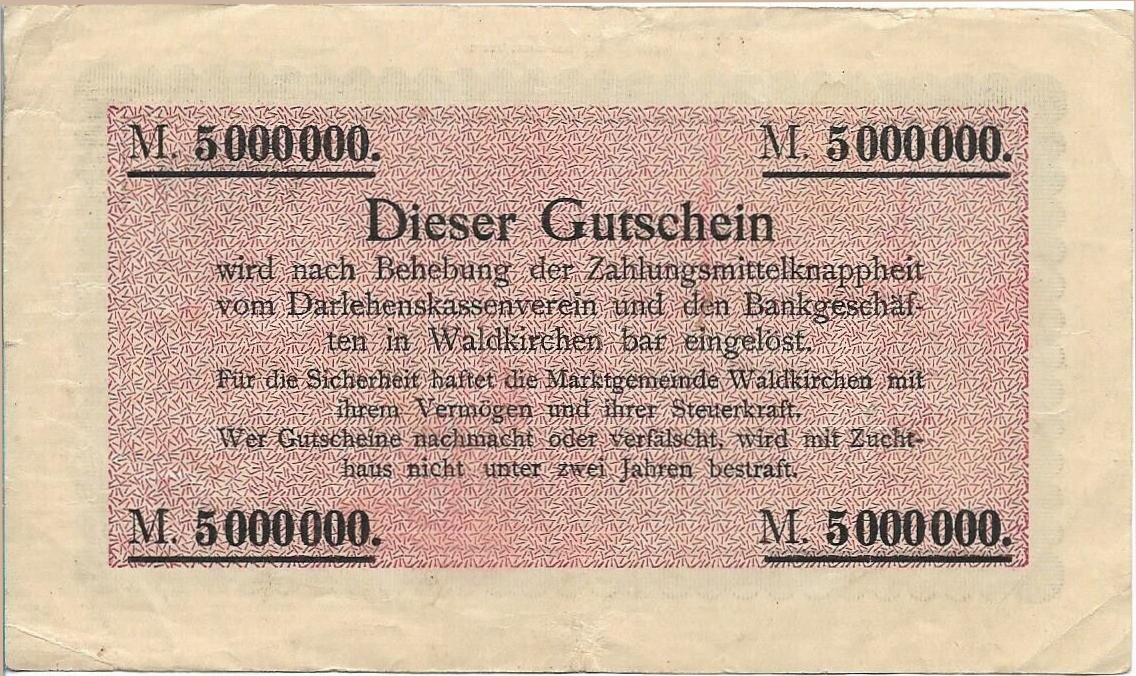 M. 5000000. M. 5000000.
Dieser Gutschein
wird nach Behebung der Zahlungsmittelknappheit
vom Darlehenskassenverein und den Bankgeschäf-
ten in Waldkirchen bar eingelöst.
Für die Sicherheit haftet die Marktgemeinde Waldkirchen mit
ihrem Vermögen und ihrer Steuerkraft.
Wer Gutscheine nachmacht oder verfälscht, wird mit Zucht-
haus nicht unter zwei Jahren bestraft.
M. 5000000. M. 5000000.